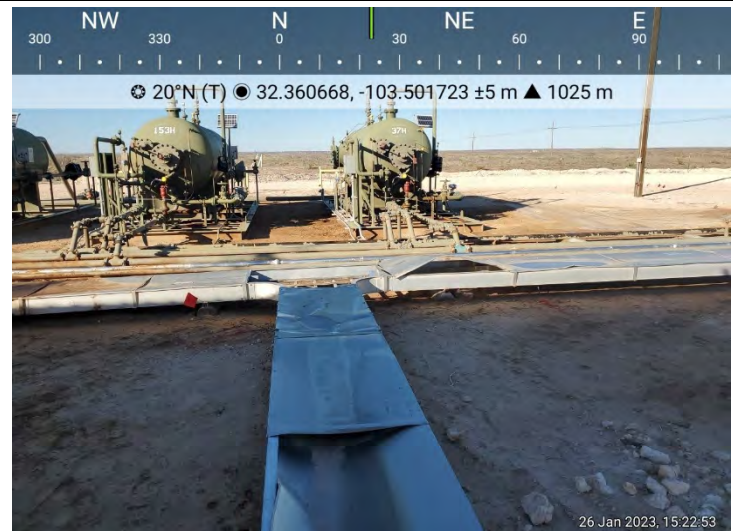 NW N NE E
300 330 0 30 60 90
20°N (T) 32.360668, -103.501723 ±5 m ▲ 1025 m
153H 37H
26 Jan 2023, 15:22:53